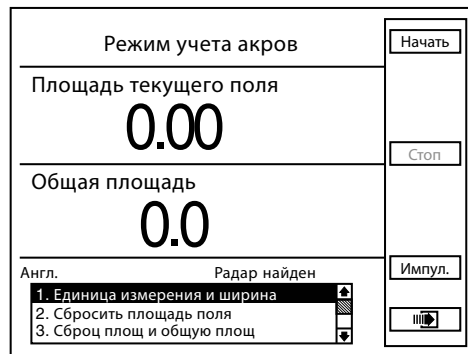 Режим учета акров
Начать
Площадь текущего поля
0.00
Стоп
Общая площадь
0.0
Англ. Радар найден
Импул.
1. Единица измерения и ширина
2. Сбросить площадь поля
3. Сброц площ и общую площ